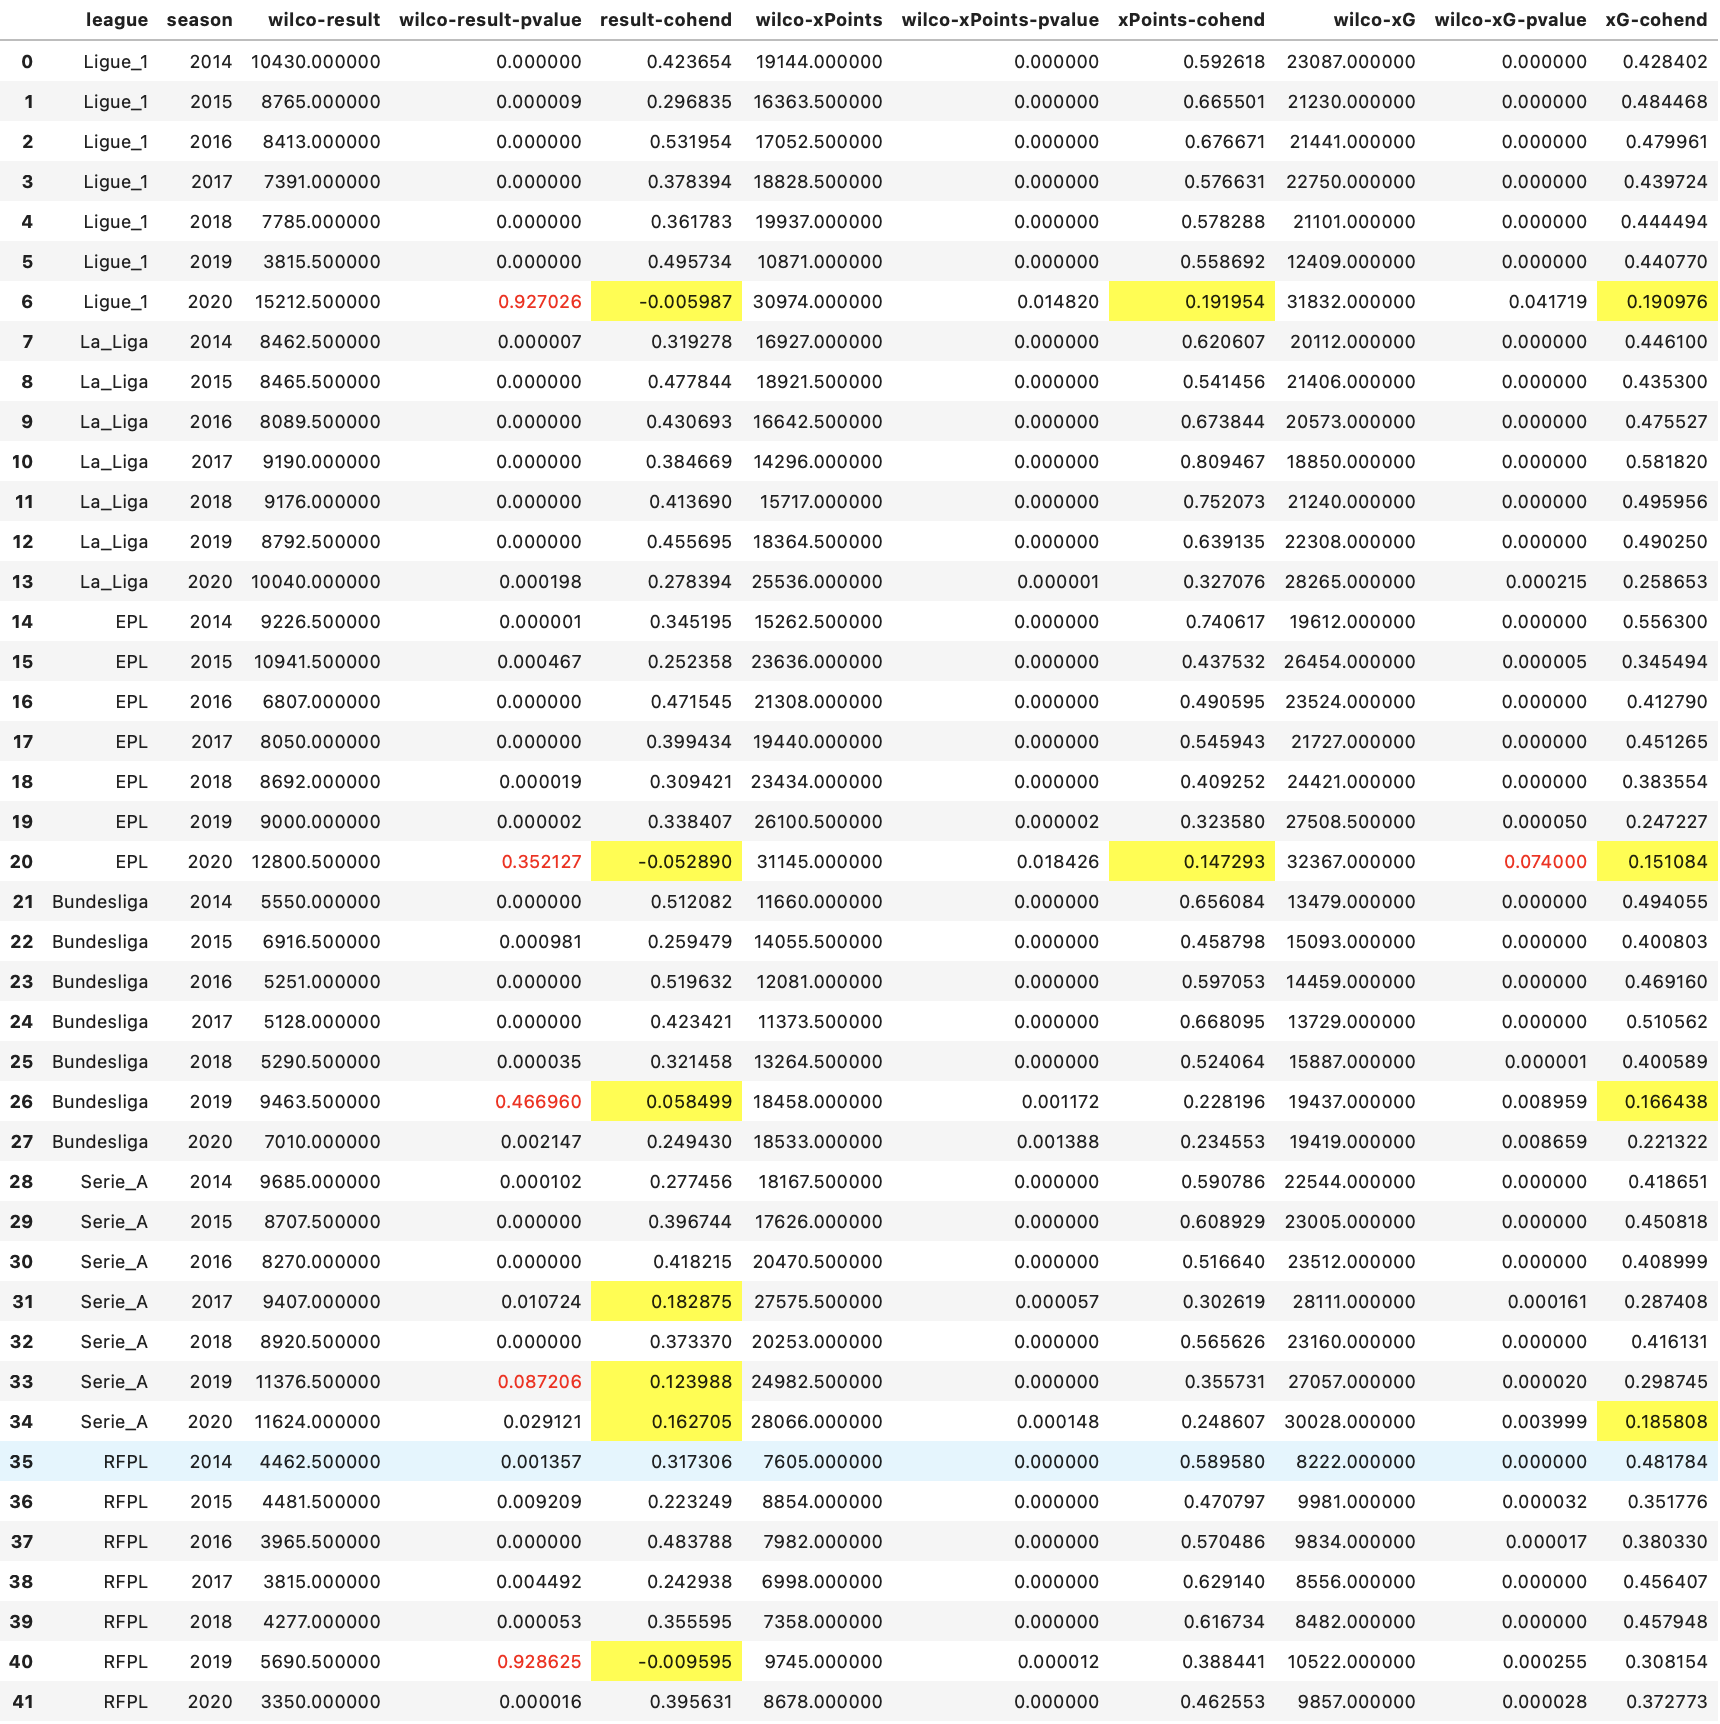 league season wilco-result wilco-result-pvalue result-cohend wilco-xPoints wilco-xPoints-pvalue xPoints-cohend wilco-xG wilco-xG-pvalue xG-cohend
0 Ligue_1 2014 10430.000000 0.000000 0.423654 19144.000000 0.000000 0.592618 23087.000000 0.000000 0.428402
1 Ligue_1 2015 8765.000000 0.000009 0.296835 16363.500000 0.000000 0.665501 21230.000000 0.000000 0.484468
2 Ligue_1 2016 8413.000000 0.000000 0.531954 17052.500000 0.000000 0.676671 21441.000000 0.000000 0.479961
3 Ligue_1 2017 7391.000000 0.000000 0.378394 18828.500000 0.000000 0.576631 22750.000000 0.000000 0.439724
4 Ligue_1 2018 7785.000000 0.000000 0.361783 19937.000000 0.000000 0.578288 21101.000000 0.000000 0.444494
5 Ligue_1 2019 3815.500000 0.000000 0.495734 10871.000000 0.000000 0.558692 12409.000000 0.000000 0.440770
6 Ligue_1 2020 15212.500000 0.927026 -0.005987 30974.000000 0.014820 0.191954 31832.000000 0.041719 0.190976
7 La_Liga 2014 8462.500000 0.000007 0.319278 16927.000000 0.000000 0.620607 20112.000000 0.000000 0.446100
8 La_Liga 2015 8465.500000 0.000000 0.477844 18921.500000 0.000000 0.541456 21406.000000 0.000000 0.435300
9 La_Liga 2016 8089.500000 0.000000 0.430693 16642.500000 0.000000 0.673844 20573.000000 0.000000 0.475527
10 La_Liga 2017 9190.000000 0.000000 0.384669 14296.000000 0.000000 0.809467 18850.000000 0.000000 0.581820
11 La_Liga 2018 9176.000000 0.000000 0.413690 15717.000000 0.000000 0.752073 21240.000000 0.000000 0.495956
12 La_Liga 2019 8792.500000 0.000000 0.455695 18364.500000 0.000000 0.639135 22308.000000 0.000000 0.490250
13 La_Liga 2020 10040.000000 0.000198 0.278394 25536.000000 0.000001 0.327076 28265.000000 0.000215 0.258653
14 EPL 2014 9226.500000 0.000001 0.345195 15262.500000 0.000000 0.740617 19612.000000 0.000000 0.556300
15 EPL 2015 10941.500000 0.000467 0.252358 23636.000000 0.000000 0.437532 26454.000000 0.000005 0.345494
16 EPL 2016 6807.000000 0.000000 0.471545 21308.000000 0.000000 0.490595 23524.000000 0.000000 0.412790
17 EPL 2017 8050.000000 0.000000 0.399434 19440.000000 0.000000 0.545943 21727.000000 0.000000 0.451265
18 EPL 2018 8692.000000 0.000019 0.309421 23434.000000 0.000000 0.409252 24421.000000 0.000000 0.383554
19 EPL 2019 9000.000000 0.000002 0.338407 26100.500000 0.000002 0.323580 27508.500000 0.000050 0.247227
20 EPL 2020 12800.500000 0.352127 -0.052890 31145.000000 0.018426 0.147293 32367.000000 0.074000 0.151084
21 Bundesliga 2014 5550.000000 0.000000 0.512082 11660.000000 0.000000 0.656084 13479.000000 0.000000 0.494055
22 Bundesliga 2015 6916.500000 0.000981 0.259479 14055.500000 0.000000 0.458798 15093.000000 0.000000 0.400803
23 Bundesliga 2016 5251.000000 0.000000 0.519632 12081.000000 0.000000 0.597053 14459.000000 0.000000 0.469160
24 Bundesliga 2017 5128.000000 0.000000 0.423421 11373.500000 0.000000 0.668095 13729.000000 0.000000 0.510562
25 Bundesliga 2018 5290.500000 0.000035 0.321458 13264.500000 0.000000 0.524064 15887.000000 0.000001 0.400589
26 Bundesliga 2019 9463.500000 0.466960 0.058499 18458.000000 0.001172 0.228196 19437.000000 0.008959 0.166438
27 Bundesliga 2020 7010.000000 0.002147 0.249430 18533.000000 0.001388 0.234553 19419.000000 0.008659 0.221322
28 Serie_A 2014 9685.000000 0.000102 0.277456 18167.500000 0.000000 0.590786 22544.000000 0.000000 0.418651
29 Serie_A 2015 8707.500000 0.000000 0.396744 17626.000000 0.000000 0.608929 23005.000000 0.000000 0.450818
30 Serie_A 2016 8270.000000 0.000000 0.418215 20470.500000 0.000000 0.516640 23512.000000 0.000000 0.408999
31 Serie_A 2017 9407.000000 0.010724 0.182875 27575.500000 0.000057 0.302619 28111.000000 0.000161 0.287408
32 Serie_A 2018 8920.500000 0.000000 0.373370 20253.000000 0.000000 0.565626 23160.000000 0.000000 0.416131
33 Serie_A 2019 11376.500000 0.087206 0.123988 24982.500000 0.000000 0.355731 27057.000000 0.000020 0.298745
34 Serie_A 2020 11624.000000 0.029121 0.162705 28066.000000 0.000148 0.248607 30028.000000 0.003999 0.185808
35 RFPL 2014 4462.500000 0.001357 0.317306 7605.000000 0.000000 0.589580 8222.000000 0.000000 0.481784
36 RFPL 2015 4481.500000 0.009209 0.223249 8854.000000 0.000000 0.470797 9981.000000 0.000032 0.351776
37 RFPL 2016 3965.500000 0.000000 0.483788 7982.000000 0.000000 0.570486 9834.000000 0.000017 0.380330
38 RFPL 2017 3815.000000 0.004492 0.242938 6998.000000 0.000000 0.629140 8556.000000 0.000000 0.456407
39 RFPL 2018 4277.000000 0.000053 0.355595 7358.000000 0.000000 0.616734 8482.000000 0.000000 0.457948
40 RFPL 2019 5690.500000 0.928625 -0.009595 9745.000000 0.000012 0.388441 10522.000000 0.000255 0.308154
41 RFPL 2020 3350.000000 0.000016 0.395631 8678.000000 0.000000 0.462553 9857.000000 0.000028 0.372773